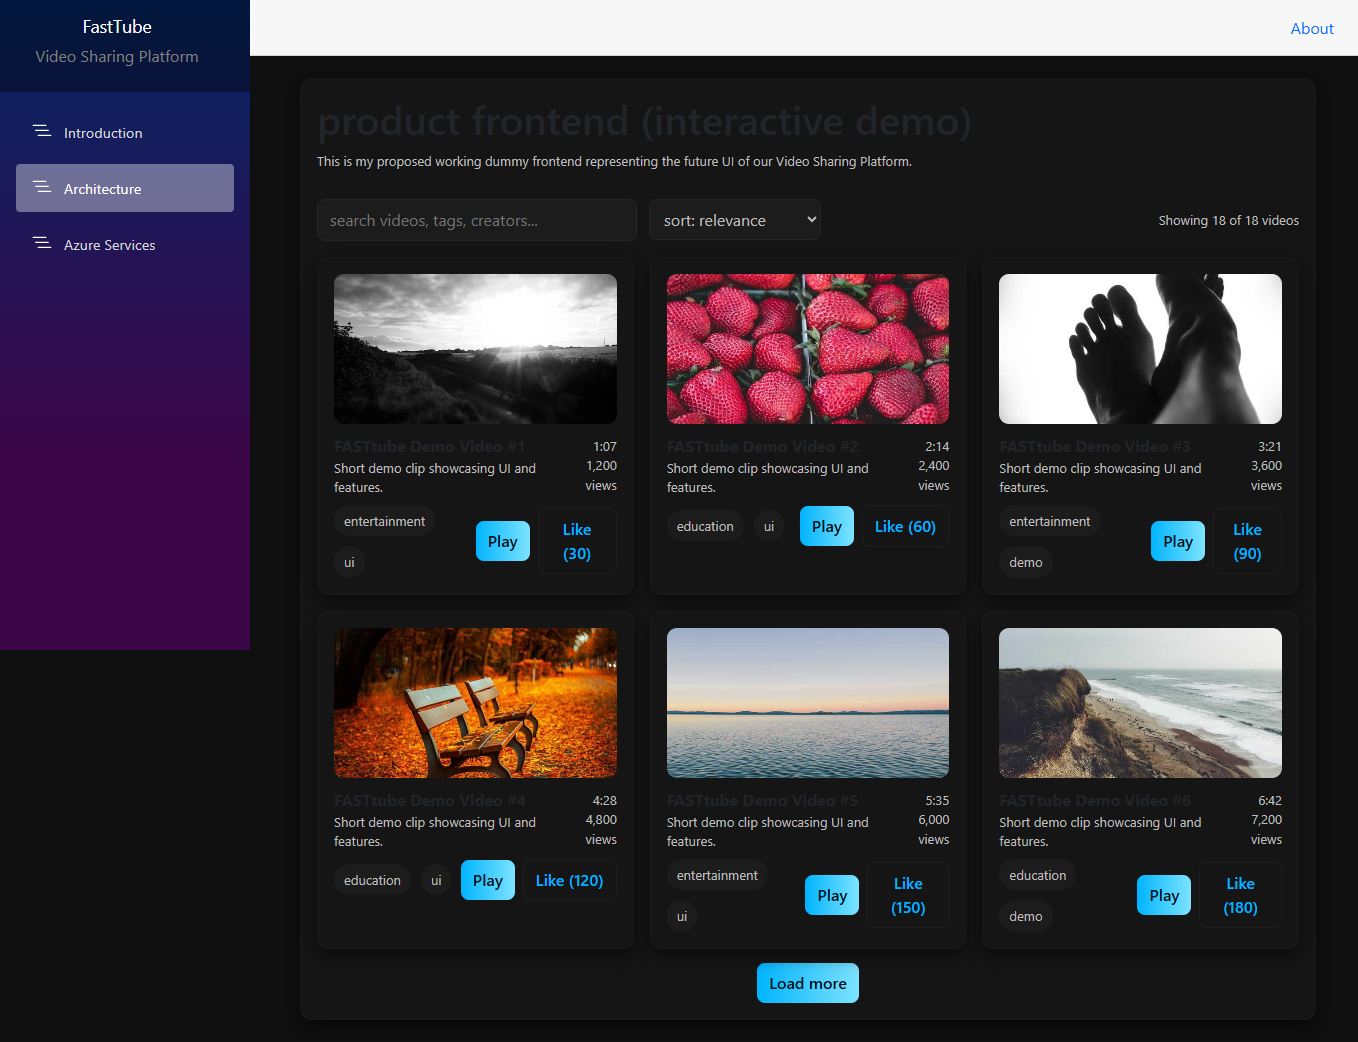 FastTube
Video Sharing Platform
About
Introduction
Architecture
Azure Services
product frontend (interactive demo)
This is my proposed working dummy frontend representing the future UI of our Video Sharing Platform.
search videos, tags, creators...
sort: relevance
Showing 18 of 18 videos
FASTtube Demo Video #1
1:07
Short demo clip showcasing UI and
features.
1,200
views
entertainment
ui
Play
Like
(30)
FASTtube Demo Video #2
2:14
Short demo clip showcasing UI and
features.
2,400
views
education
ui
Play
Like (60)
FASTtube Demo Video #3
3:21
Short demo clip showcasing UI and
features.
3,600
views
entertainment
demo
Play
Like
(90)
FASTtube Demo Video #4
4:28
Short demo clip showcasing UI and
features.
4,800
views
education
ui
Play
Like (120)
FASTtube Demo Video #5
5:35
Short demo clip showcasing UI and
features.
6,000
views
entertainment
ui
Play
Like
(150)
FASTtube Demo Video #6
6:42
Short demo clip showcasing UI and
features.
7,200
views
education
demo
Play
Like
(180)
Load more